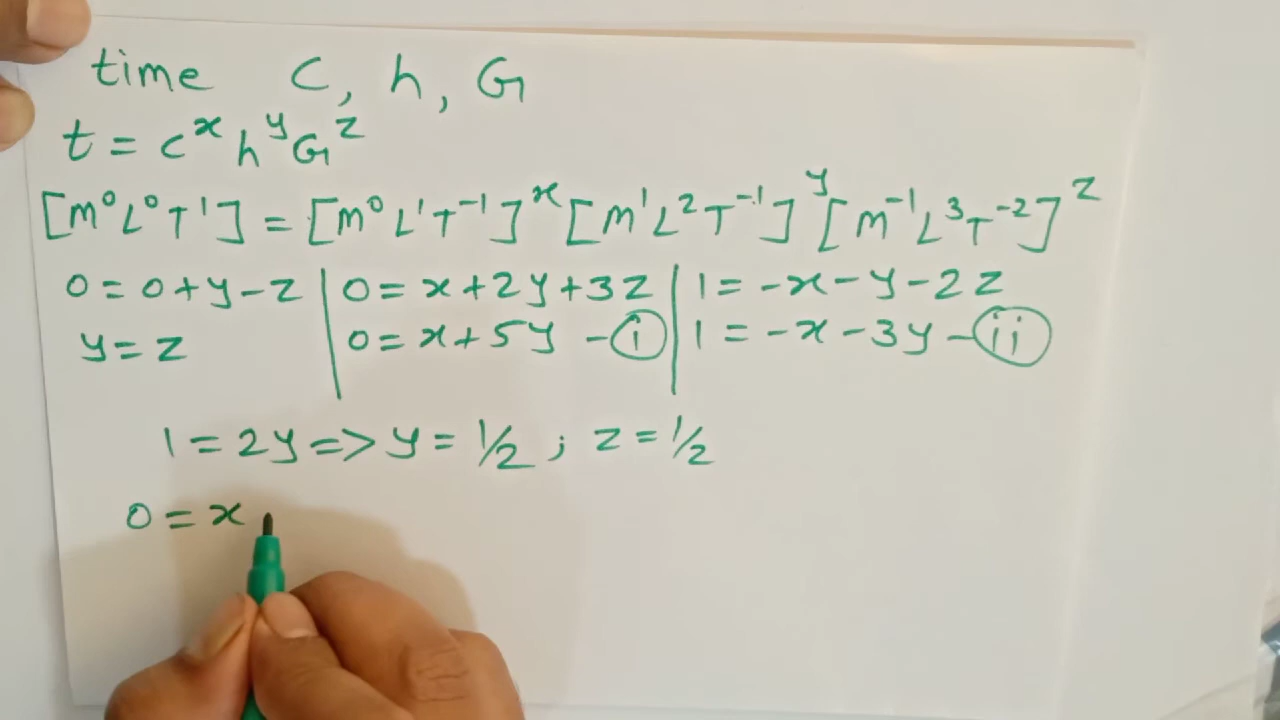 time c, h, G
t = c^x h^y G^z
[M⁰L⁰T¹] = [M⁰L¹T⁻¹]^x [M¹L²T⁻¹]^y [M⁻¹L³T⁻²]^z
0 = 0+y-z | 0 = x+2y+3z | 1 = -x-y-2z
y = z | 0 = x+5y - (i) | 1 = -x-3y - (ii)
1 = 2y => y = 1/2 ; z = 1/2
0 = x